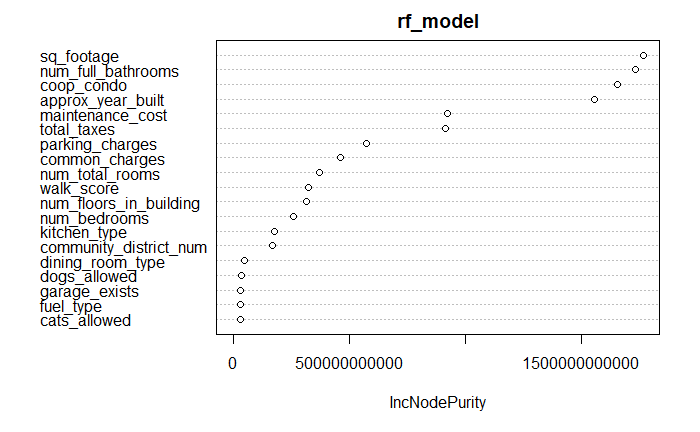 rf_model
sq_footage
num_full_bathrooms
coop_condo
approx_year_built
maintenance_cost
total_taxes
parking_charges
common_charges
num_total_rooms
walk_score
num_floors_in_building
num_bedrooms
kitchen_type
community_district_num
dining_room_type
dogs_allowed
garage_exists
fuel_type
cats_allowed
0 500000000000 1500000000000
IncNodePurity